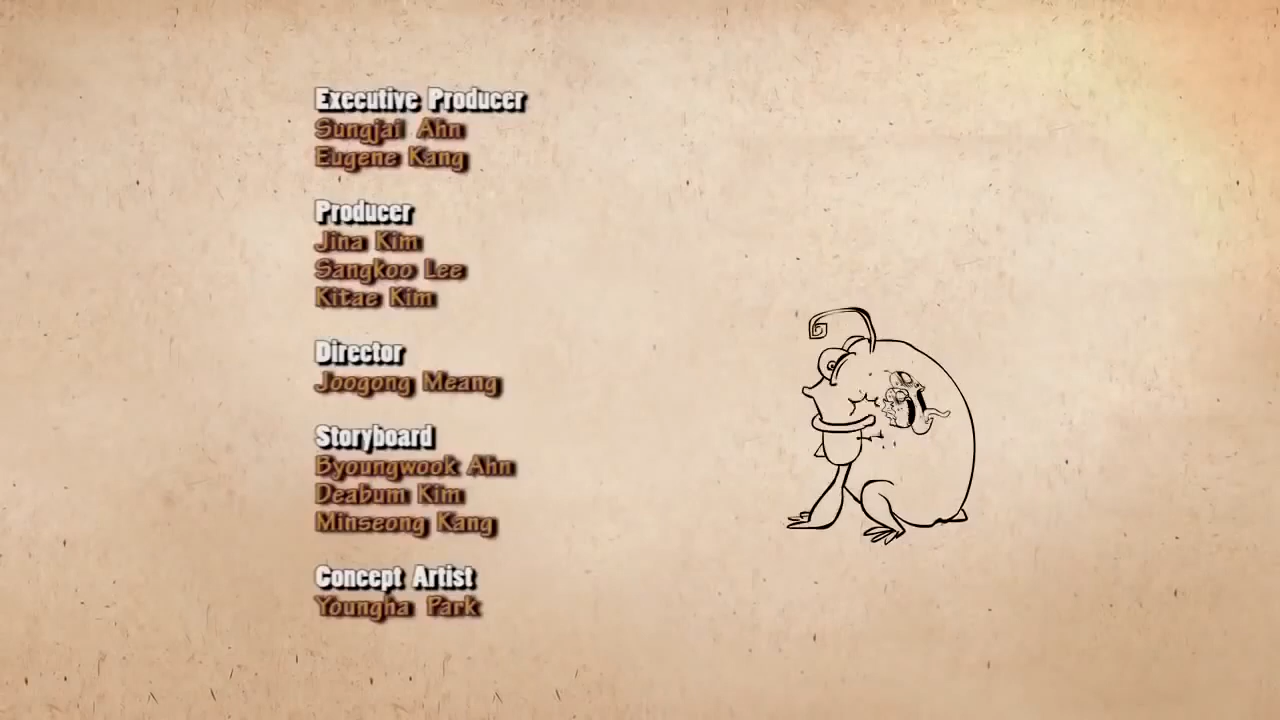 Executive Producer
Sungjai Ahn
Eugene Kang
Producer
Jina Kim
Sangkoo Lee
Kitae Kim
Director
Joogong Meang
Storyboard
Byoungwook Ahn
Deabum Kim
Minseong Kang
Concept Artist
Youngha Park